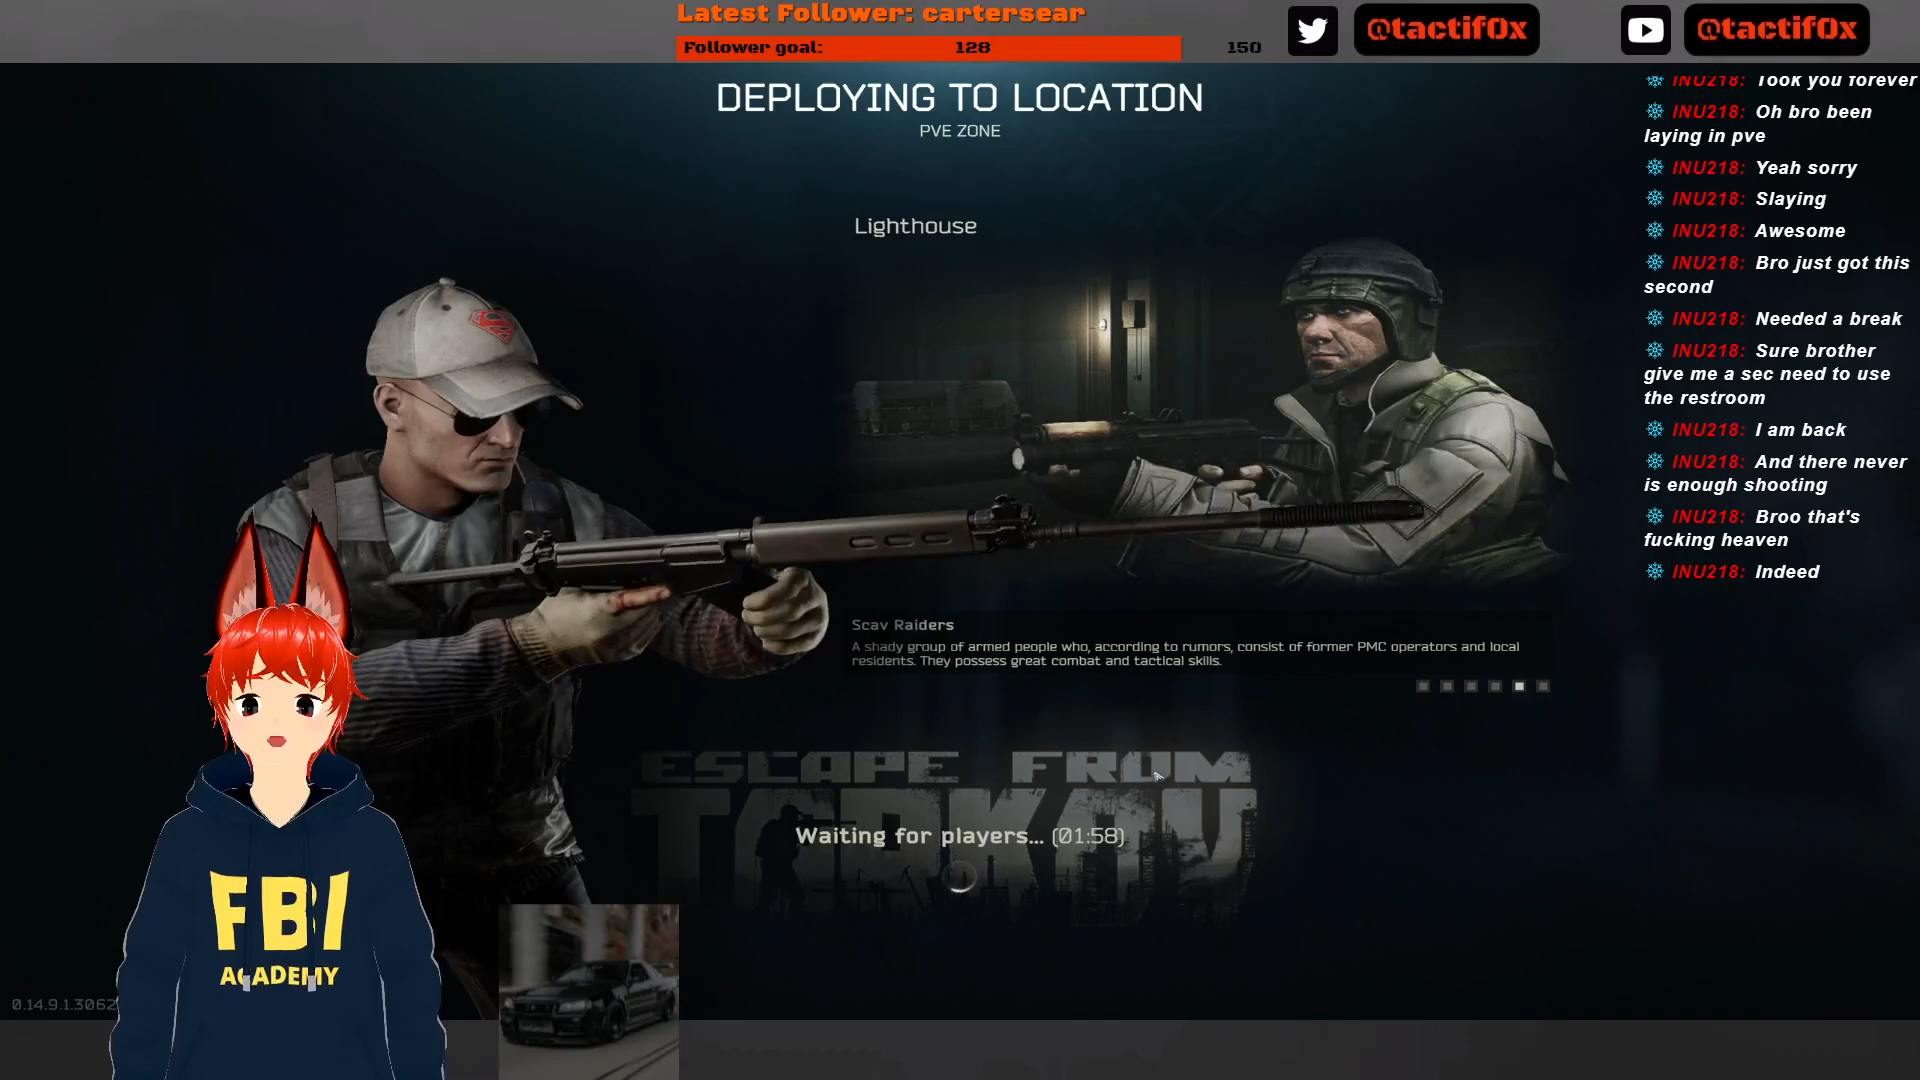 Latest Follower: cartersear
Follower goal: 128 150
@tactif0x
@tactif0x
DEPLOYING TO LOCATION
PVE ZONE
Lighthouse
Scav Raiders
A shady group of armed people who, according to rumors, consist of former PMC operators and local
residents. They possess great combat and tactical skills.
ESCAPE FROM
TARKOV
Waiting for players... (01:58)
INU218: Took you forever
INU218: Oh bro been
laying in pve
INU218: Yeah sorry
INU218: Slaying
INU218: Awesome
INU218: Bro just got this
second
INU218: Needed a break
INU218: Sure brother
give me a sec need to use
the restroom
INU218: I am back
INU218: And there never
is enough shooting
INU218: Broo that's
fucking heaven
INU218: Indeed
FBI
ACADEMY
0.14.9.1.3062